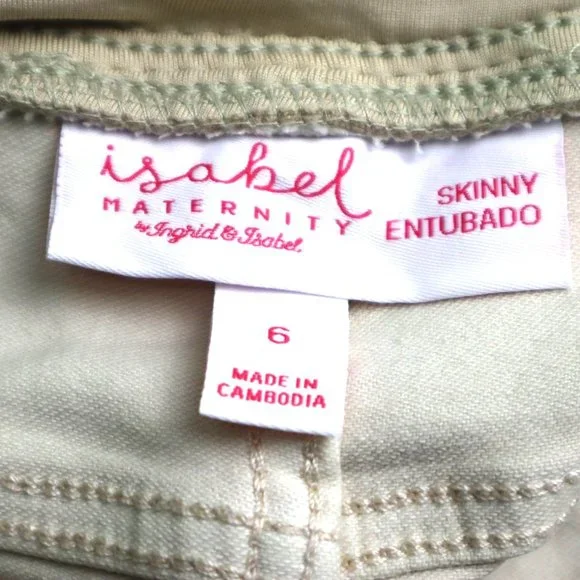 isabel
MATERNITY
by Ingrid & Isabel
SKINNY
ENTUBADO
6
MADE IN
CAMBODIA